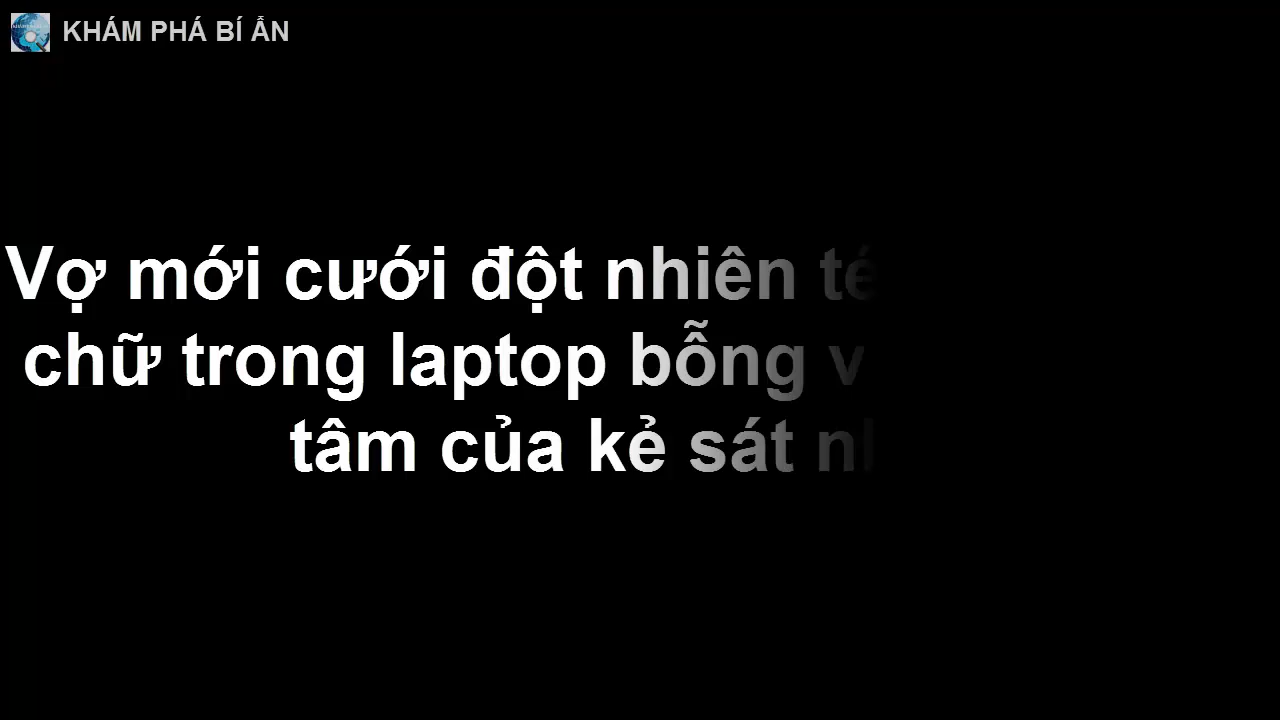 KHÁM PHÁ BÍ ẨN
Vợ mới cưới đột nhiên
chữ trong laptop bỗng
tâm của kẻ sát